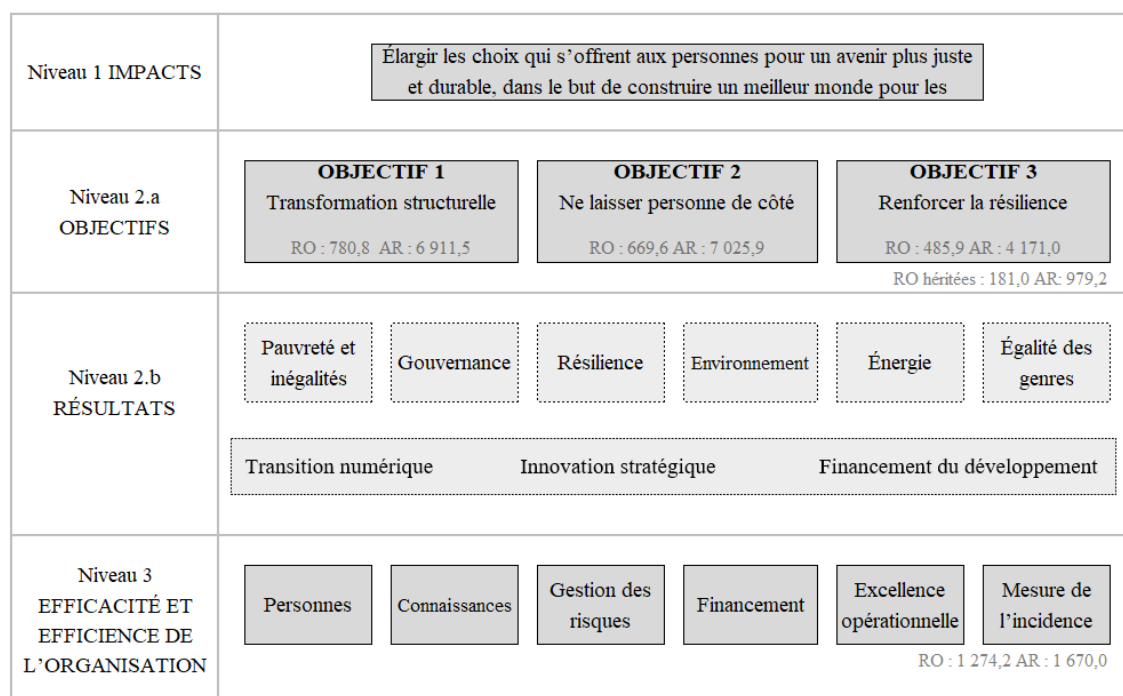 Niveau 1 IMPACTS
Élargir les choix qui s’offrent aux personnes pour un avenir plus juste
et durable, dans le but de construire un meilleur monde pour les
Niveau 2.a
OBJECTIFS
OBJECTIF 1
Transformation structurelle
RO : 780,8 AR : 6 911,5
OBJECTIF 2
Ne laisser personne de côté
RO : 669,6 AR : 7 025,9
OBJECTIF 3
Renforcer la résilience
RO : 485,9 AR : 4 171,0
RO héritées : 181,0 AR: 979,2
Niveau 2.b
RÉSULTATS
Pauvreté et
inégalités
Gouvernance
Résilience
Environnement
Énergie
Égalité des
genres
Transition numérique
Innovation stratégique
Financement du développement
Niveau 3
EFFICACITÉ ET
EFFICIENCE DE
L’ORGANISATION
Personnes
Connaissances
Gestion des
risques
Financement
Excellence
opérationnelle
Mesure de
l’incidence
RO : 1 274,2 AR : 1 670,0